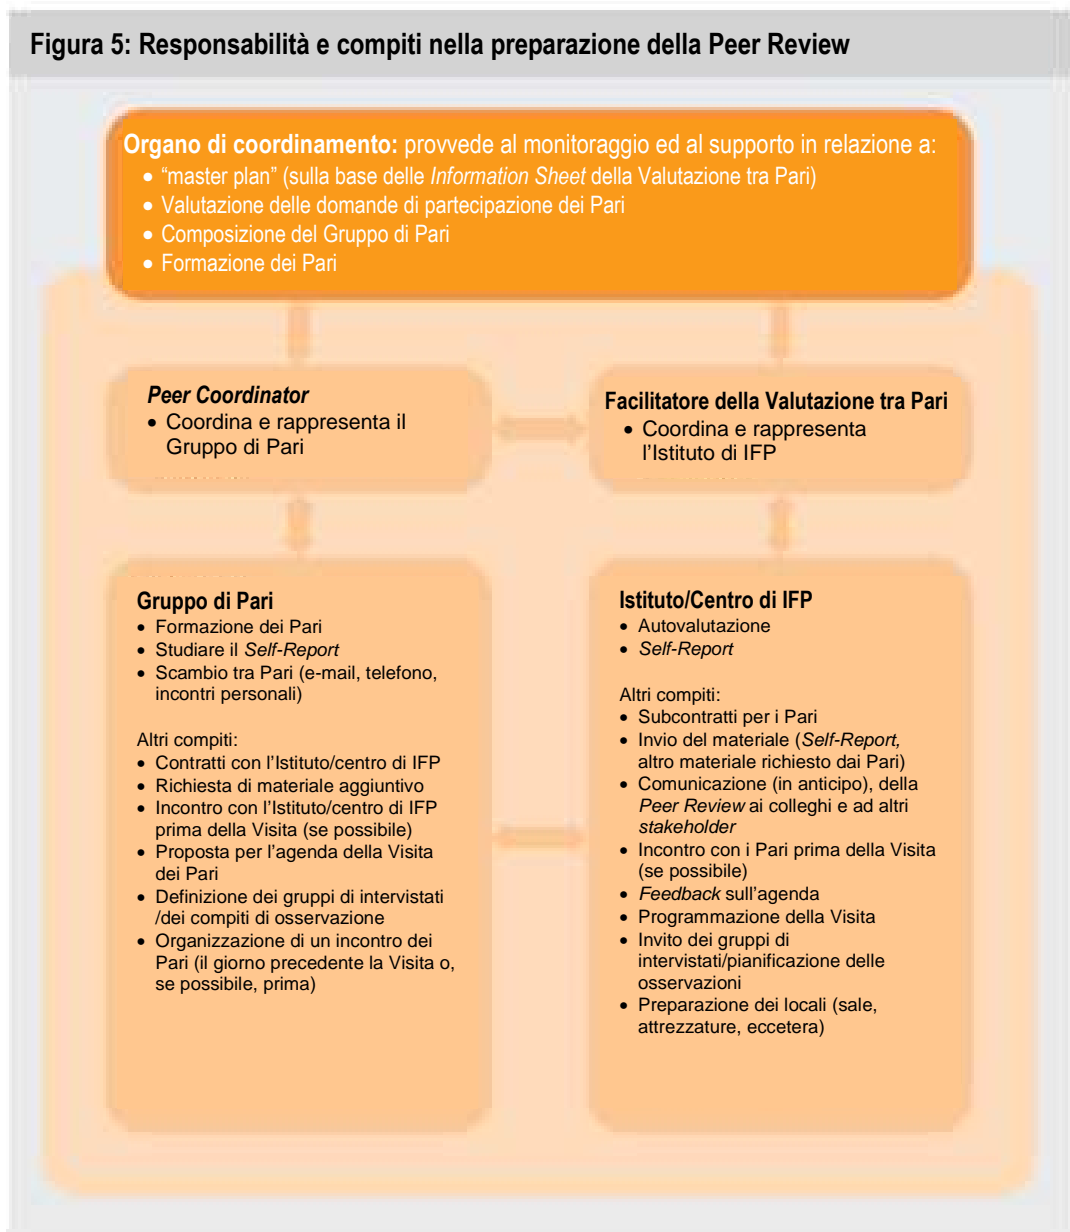 Figura 5: Responsabilità e compiti nella preparazione della Peer Review
Organo di coordinamento: provvede al monitoraggio ed al supporto in relazione a:
• “master plan” (sulla base delle Information Sheet della Valutazione tra Pari)
• Valutazione delle domande di partecipazione dei Pari
• Composizione del Gruppo di Pari
• Formazione dei Pari
Peer Coordinator
• Coordina e rappresenta il
Gruppo di Pari
Facilitatore della Valutazione tra Pari
• Coordina e rappresenta
l’Istituto di IFP
Gruppo di Pari
• Formazione dei Pari
• Studiare il Self-Report
• Scambio tra Pari (e-mail, telefono,
incontri personali)
Altri compiti:
• Contratti con l’Istituto/centro di IFP
• Richiesta di materiale aggiuntivo
• Incontro con l’Istituto/centro di IFP
prima della Visita (se possibile)
• Proposta per l’agenda della Visita
dei Pari
• Definizione dei gruppi di intervistati
/dei compiti di osservazione
• Organizzazione di un incontro dei
Pari (il giorno precedente la Visita o,
se possibile, prima)
Istituto/Centro di IFP
• Autovalutazione
• Self-Report
Altri compiti:
• Subcontratti per i Pari
• Invio del materiale (Self-Report,
altro materiale richiesto dai Pari)
• Comunicazione (in anticipo), della
Peer Review ai colleghi e ad altri
stakeholder
• Incontro con i Pari prima della Visita
(se possibile)
• Feedback sull’agenda
• Programmazione della Visita
• Invito dei gruppi di
intervistati/pianificazione delle
osservazioni
• Preparazione dei locali (sale,
attrezzature, eccetera)